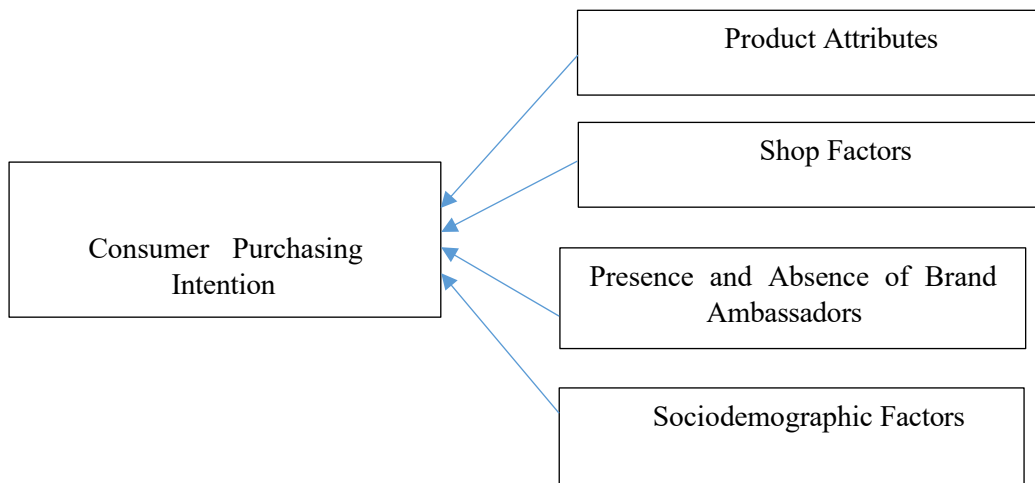 Product Attributes
Shop Factors
Consumer Purchasing
Intention
Presence and Absence of Brand
Ambassadors
Sociodemographic Factors